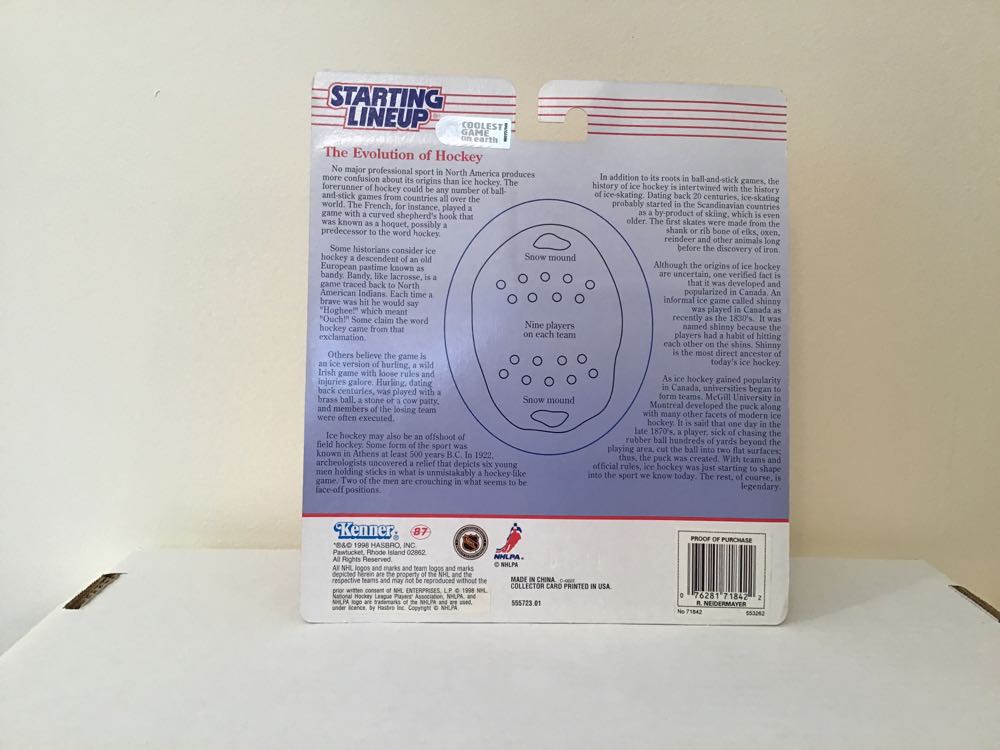 STARTING
LINEUP
COOLEST
GAME
on earth
The Evolution of Hockey
No major professional sport in North America produces
more confusion about its origins than ice hockey. The
forerunner of hockey could be any number of ball-
and-stick games from countries all over the
world. The French, for instance, played a
game with a curved shepherd's hook that
was known as a hoquet, possibly a
predecessor to the word hockey.
Some historians consider ice
hockey a descendent of an old
European pastime known as
bandy. Bandy, like lacrosse, is a
game traced back to North
American Indians. Each time a
brave was hit he would say
"Hoghee!" which meant
"Ouch!" Some claim the word
hockey came from that
exclamation.
Others believe the game is
an ice version of hurling, a wild
Irish game with loose rules and
injuries galore. Hurling, dating
back centuries, was played with a
brass ball, a stone or a cow patty,
and members of the losing team
were often executed.
Ice hockey may also be an offshoot of
field hockey. Some form of the sport was
known in Athens at least 500 years B.C. In 1922,
archeologists uncovered a relief that depicts six young
men holding sticks in what is unmistakably a hockey-like
game. Two of the men are crouching in what seems to be
face-off positions.
Snow mound
Nine players
on each team
Snow mound
In addition to its roots in ball-and-stick games, the
history of ice hockey is intertwined with the history
of ice-skating. Dating back 20 centuries, ice-skating
probably started in the Scandinavian countries
as a by-product of skiing, which is even
older. The first skates were made from the
shank or rib bone of elks, oxen,
reindeer and other animals long
before the discovery of iron.
Although the origins of ice hockey
are uncertain, one verified fact is
that it was developed and
popularized in Canada. An
informal ice game called shinny
was played in Canada as
recently as the 1830's. It was
named shinny because the
players had a habit of hitting
each other on the shins. Shinny
is the most direct ancestor of
today's ice hockey.
As ice hockey gained popularity
in Canada, universities began to
form teams. McGill University in
Montreal developed the puck along
with many other facets of modern ice
hockey. It is said that one day in the
late 1870's, a player, sick of chasing the
rubber ball hundreds of yards beyond the
playing area, cut the ball into two flat surfaces;
thus, the puck was created. With teams and
official rules, ice hockey was just starting to shape
into the sport we know today. The rest, of course, is
legendary.
Kenner®
87
*®&© 1998 HASBRO, INC.
Pawtucket, Rhode Island 02862.
All Rights Reserved.
All NHL logos and marks and team logos and marks
depicted herein are the property of the NHL and the
respective teams and may not be reproduced without the
prior written consent of NHL ENTERPRISES, L.P. © 1998 NHL.
National Hockey League Players' Association, NHLPA, and
NHLPA logo are trademarks of the NHLPA and are used,
under licence, by Hasbro Inc. Copyright © NHLPA.
NHL
NHLPA.
© NHLPA
MADE IN CHINA.
COLLECTOR CARD PRINTED IN USA.
555723.01
PROOF OF PURCHASE
0 76281 71842 2
R. NEIDERMAYER
No 71842 553262